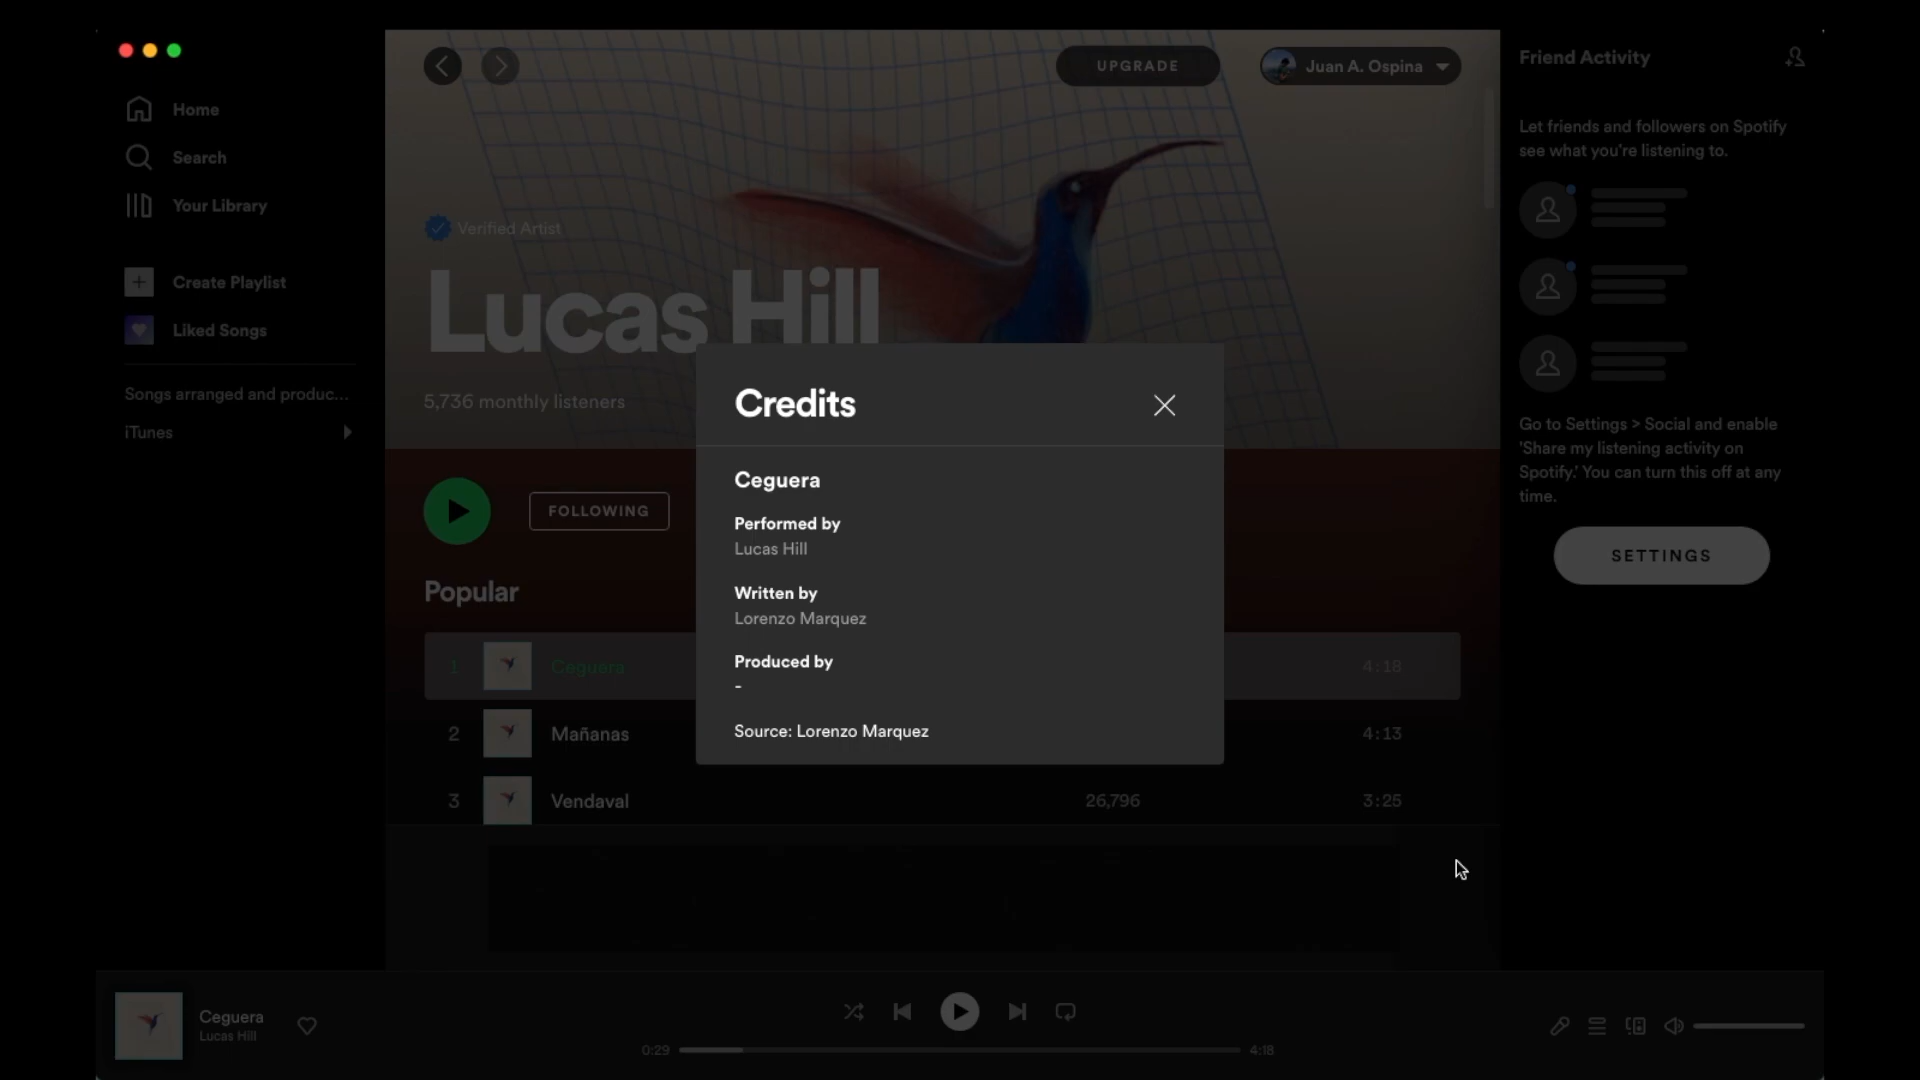 Home
Search
Your Library
Create Playlist
Liked Songs
Songs arranged and produc...
iTunes
UPGRADE
Juan A. Ospina
Verified Artist
Lucas Hill
5,736 monthly listeners
FOLLOWING
Popular
1 Ceguera 4:18
2 Mañanas 4:13
3 Vendaval 26,796 3:25
Credits
Ceguera
Performed by
Lucas Hill
Written by
Lorenzo Marquez
Produced by
-
Source: Lorenzo Marquez
Friend Activity
Let friends and followers on Spotify
see what you're listening to.
Go to Settings > Social and enable
'Share my listening activity on
Spotify.' You can turn this off at any
time.
SETTINGS
Ceguera
Lucas Hill
0:29
4:18